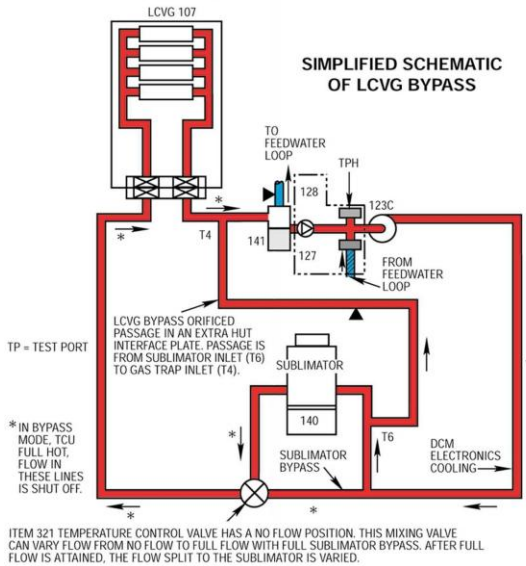 LCVG 107
SIMPLIFIED SCHEMATIC
OF LCVG BYPASS
TO
FEEDWATER
LOOP
TPH
128
123C
*
*
T4
141
127
FROM
FEEDWATER
LOOP
LCVG BYPASS ORIFICED
PASSAGE IN AN EXTRA HUT
INTERFACE PLATE. PASSAGE IS
FROM SUBLIMATOR INLET (T6)
TO GAS TRAP INLET (T4).
TP = TEST PORT
SUBLIMATOR
140
* IN BYPASS
MODE, TCU
FULL HOT,
FLOW IN
THESE LINES
IS SHUT OFF.
*
T6
SUBLIMATOR
BYPASS
DCM
ELECTRONICS
COOLING
*
*
ITEM 321 TEMPERATURE CONTROL VALVE HAS A NO FLOW POSITION. THIS MIXING VALVE
CAN VARY FLOW FROM NO FLOW TO FULL FLOW WITH FULL SUBLIMATOR BYPASS. AFTER FULL
FLOW IS ATTAINED, THE FLOW SPLIT TO THE SUBLIMATOR IS VARIED.